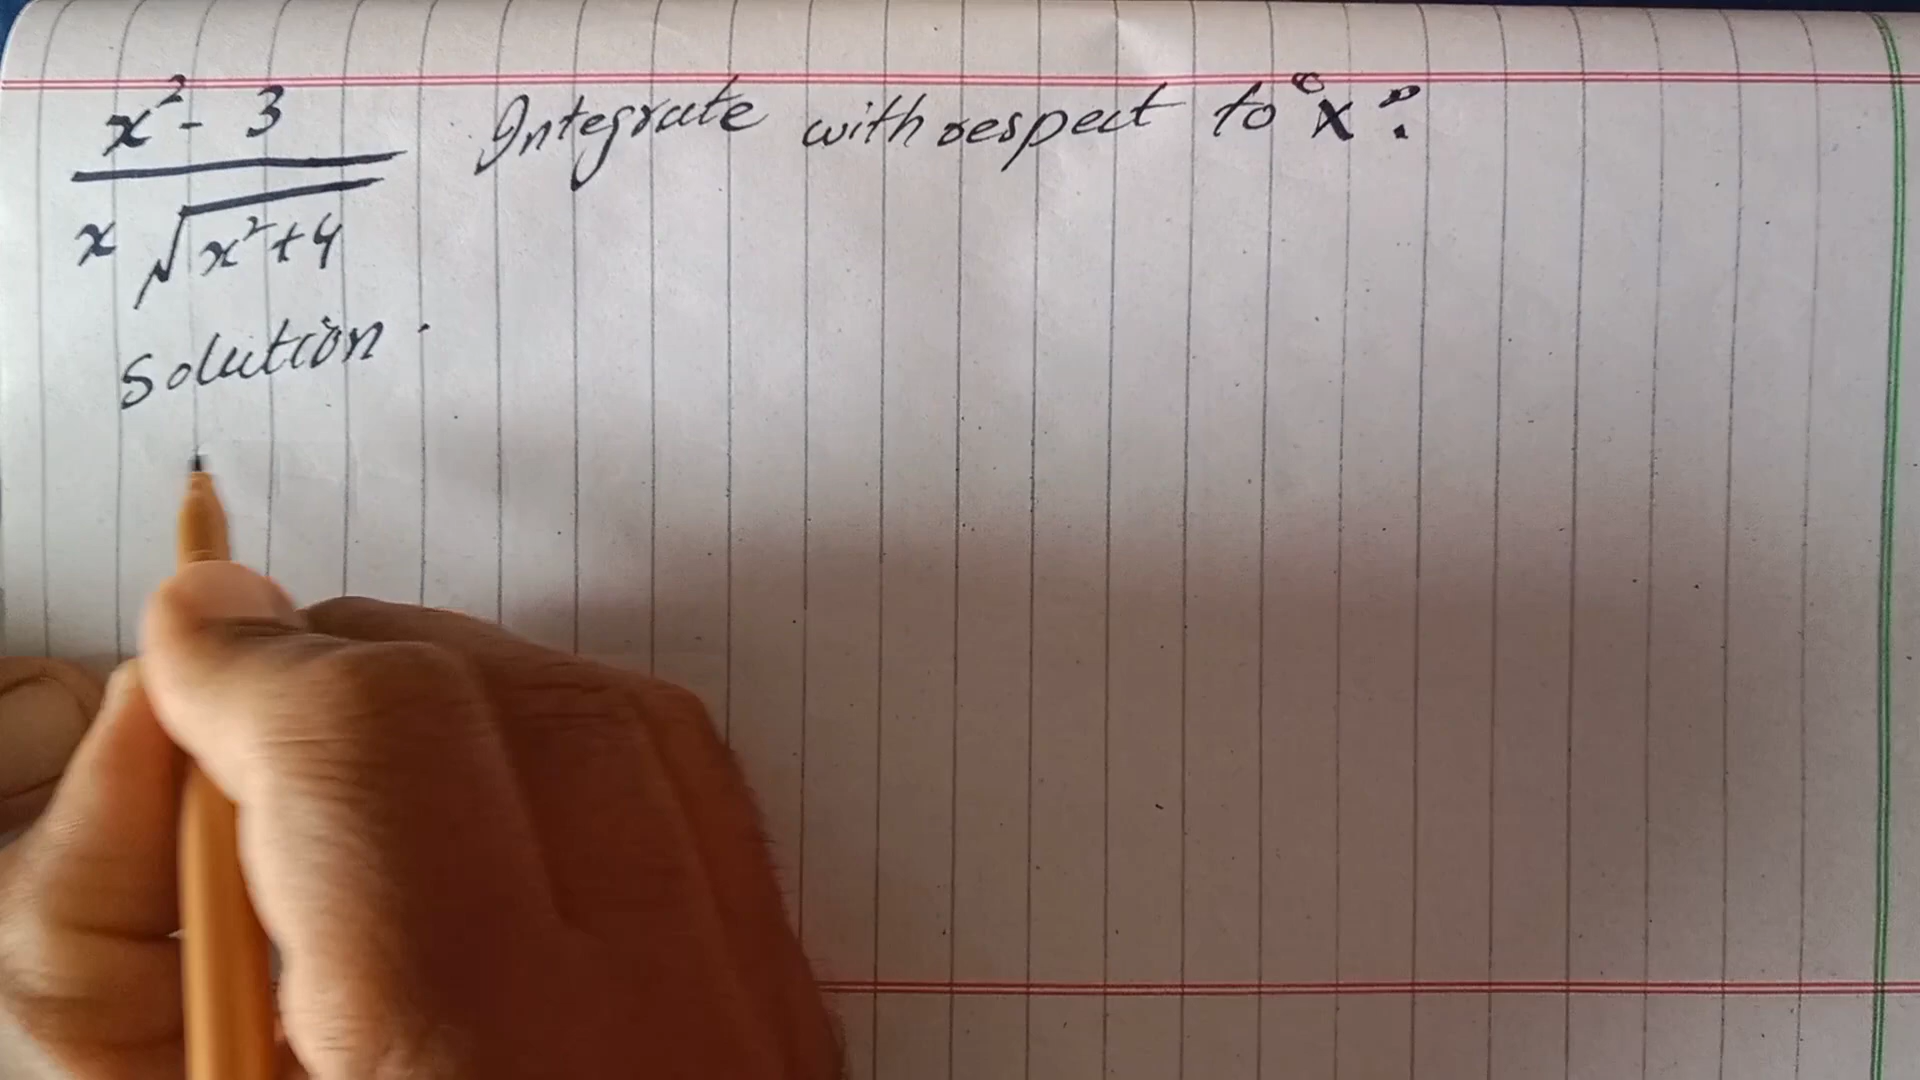 x² - 3 Integrate with respect to "x".
x √x²+4
Solution.